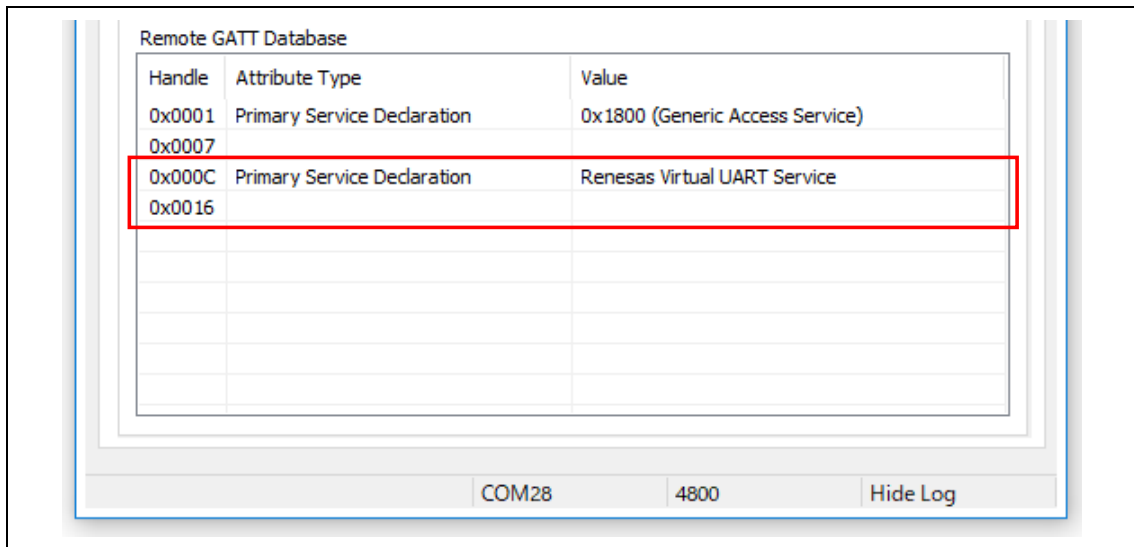 Remote GATT Database
Handle Attribute Type Value
0x0001 Primary Service Declaration 0x1800 (Generic Access Service)
0x0007
0x000C Primary Service Declaration Renesas Virtual UART Service
0x0016
COM28 4800 Hide Log